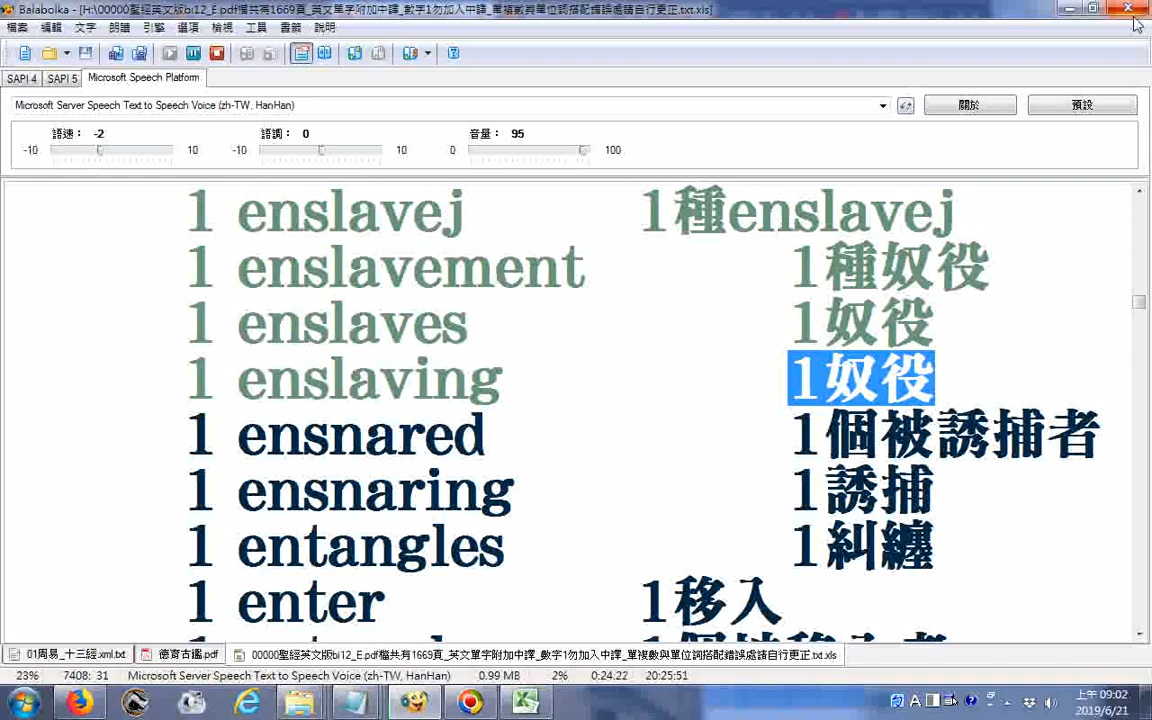 Balabolka - [H:\00000聖經英文版bi12_E.pdf檔共有1669頁_英文單字附加中譯_數字1勿加入中譯_單複數與單位詞搭配錯誤處請自行更正.txt.xls]
檔案 編輯 文字 朗讀 引擎 選項 檢視 工具 書籤 說明
SAPI 4 SAPI 5 Microsoft Speech Platform
Microsoft Server Speech Text to Speech Voice (zh-TW, HanHan) 關於 預設
語速： -2 語調： 0 音量： 95
-10 10 -10 10 0 100
1 enslavej 1種enslavej
1 enslavement 1種奴役
1 enslaves 1奴役
1 enslaving 1奴役
1 ensnared 1個被誘捕者
1 ensnaring 1誘捕
1 entangles 1糾纏
1 enter 1移入
01周易_十三經.xml.txt 德育古鑑.pdf 00000聖經英文版bi12_E.pdf檔共有1669頁_英文單字附加中譯_數字1勿加入中譯_單複數與單位詞搭配錯誤處請自行更正.txt.xls
23% 7408: 31 Microsoft Server Speech Text to Speech Voice (zh-TW, HanHan) 0.99 MB 2% 0:24:22 20:25:51
上午 09:02
2019/6/21